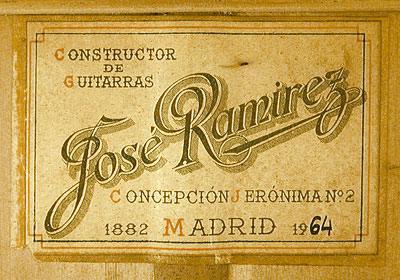 CONSTRUCTOR
DE
GUITARRAS
José Ramirez
CONCEPCIÓN JERÓNIMA Nº 2
1882 MADRID 1964